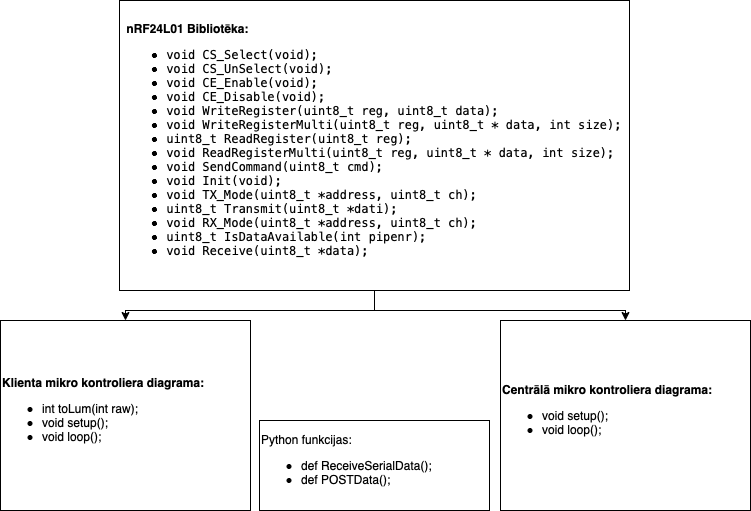 nRF24L01 Bibliotēka:
• void CS_Select(void);
• void CS_UnSelect(void);
• void CE_Enable(void);
• void CE_Disable(void);
• void WriteRegister(uint8_t reg, uint8_t data);
• void WriteRegisterMulti(uint8_t reg, uint8_t * data, int size);
• uint8_t ReadRegister(uint8_t reg);
• void ReadRegisterMulti(uint8_t reg, uint8_t * data, int size);
• void SendCommand(uint8_t cmd);
• void Init(void);
• void TX_Mode(uint8_t *address, uint8_t ch);
• uint8_t Transmit(uint8_t *dati);
• void RX_Mode(uint8_t *address, uint8_t ch);
• uint8_t IsDataAvailable(int pipenr);
• void Receive(uint8_t *data);
Klienta mikro kontroliera diagrama:
• int toLum(int raw);
• void setup();
• void loop();
Python funkcijas:
• def ReceiveSerialData();
• def POSTData();
Centrālā mikro kontroliera diagrama:
• void setup();
• void loop();